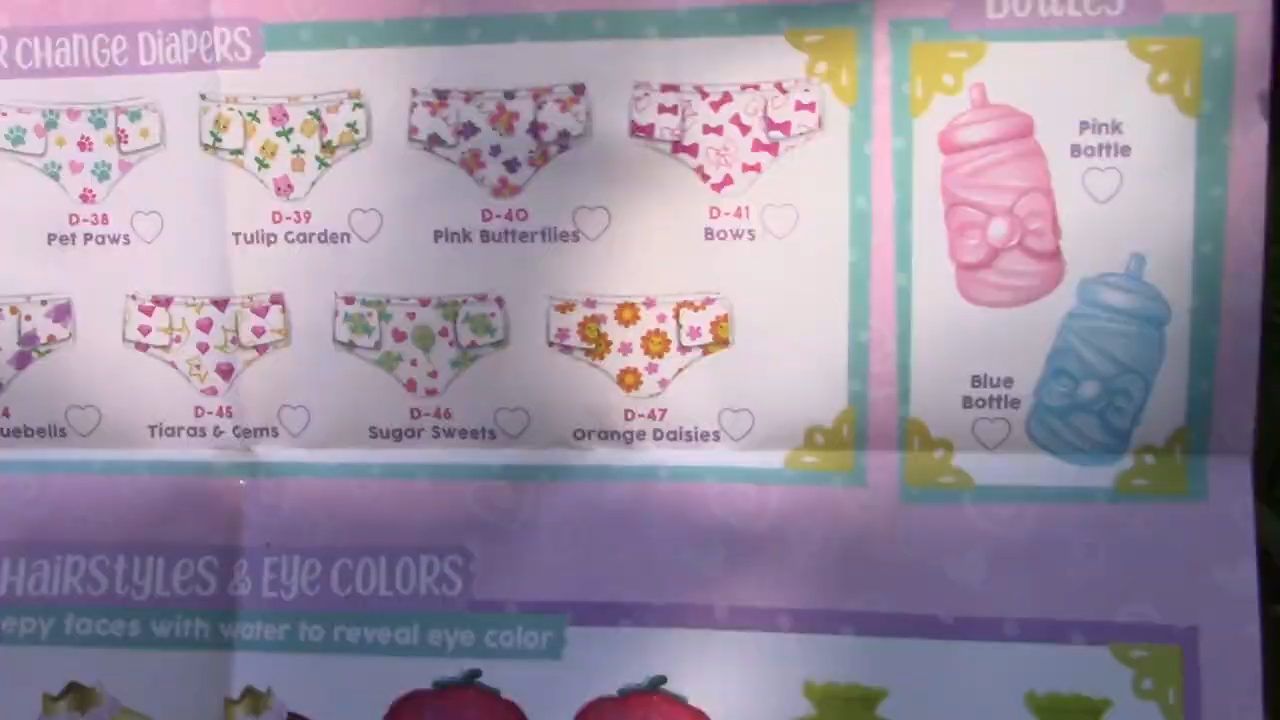 R CHANGE DIAPERS
D-38
Pet Paws
D-39
Tulip Garden
D-40
Pink Butterflies
D-41
Bows
4
uebells
D-45
Tiaras & Gems
D-46
Sugar Sweets
D-47
Orange Daisies
BOTTLES
Pink
Bottle
Blue
Bottle
HAIRSTYLES & EYE COLORS
epy faces with water to reveal eye color